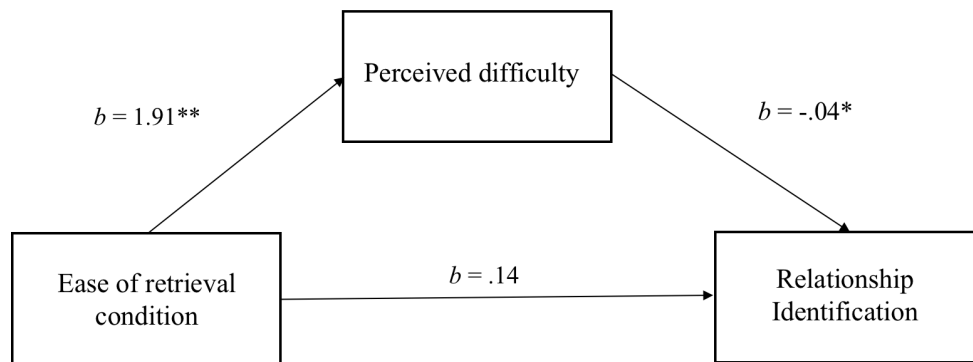 Perceived difficulty
b = 1.91**
b = -.04*
Ease of retrieval
condition
b = .14
Relationship
Identification